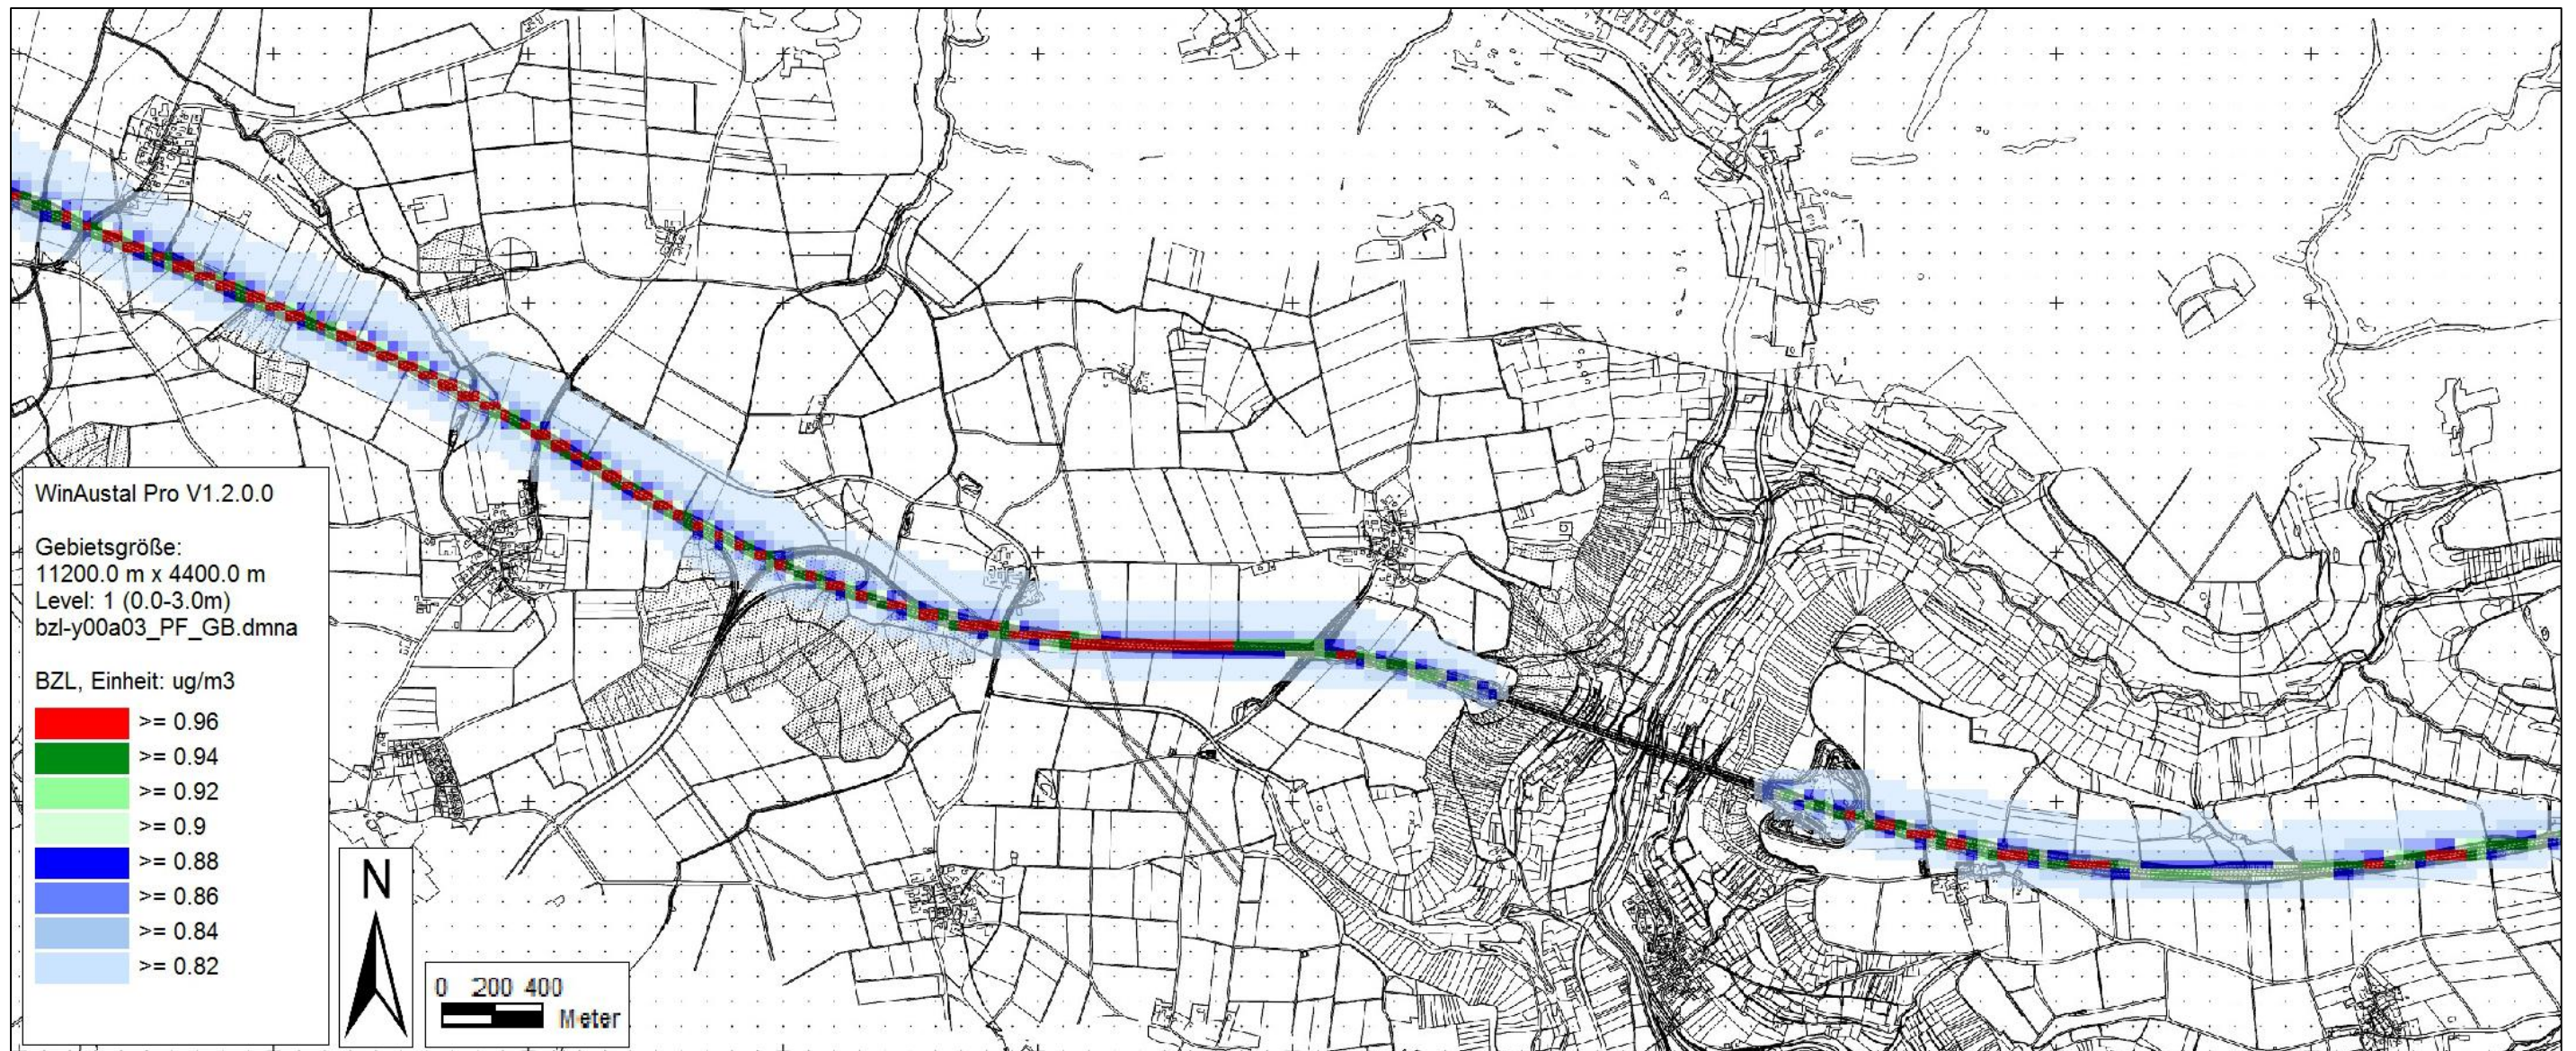 WinAustal Pro V1.2.0.0
Gebietsgröße:
11200.0 m x 4400.0 m
Level: 1 (0.0-3.0m)
bzl-y00a03_PF_GB.dmna
BZL, Einheit: ug/m3
>= 0.96
>= 0.94
>= 0.92
>= 0.9
>= 0.88
>= 0.86
>= 0.84
>= 0.82
N
0 200 400
Meter